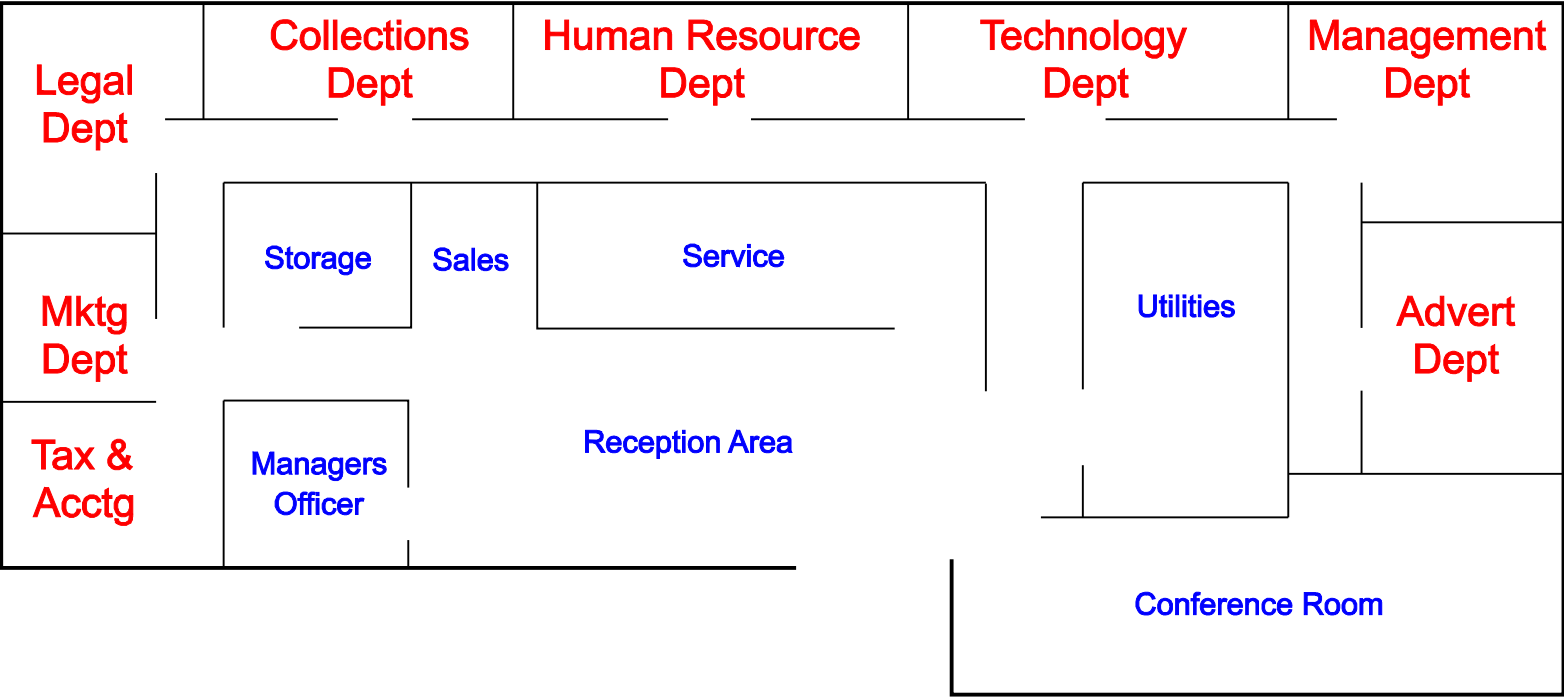 Legal
Dept
Collections
Dept
Human Resource
Dept
Technology
Dept
Management
Dept
Storage
Sales
Service
Utilities
Mktg
Dept
Advert
Dept
Tax &
Acctg
Managers
Officer
Reception Area
Conference Room